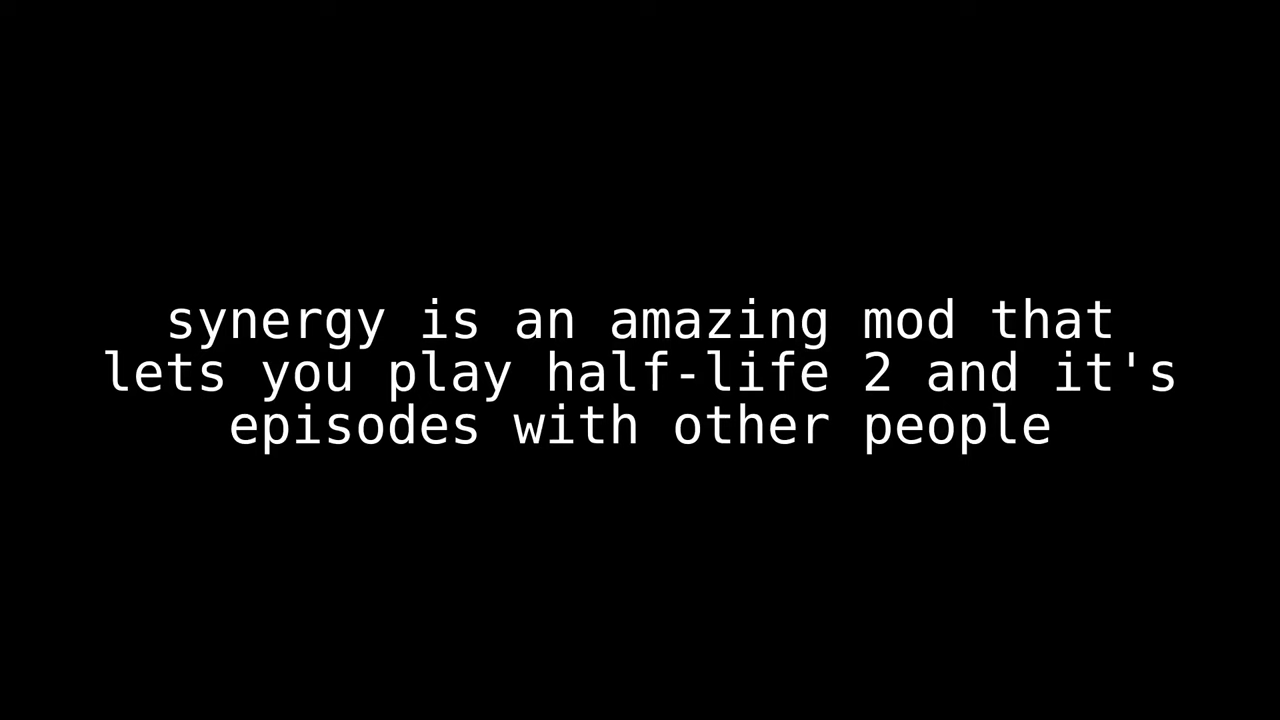 synergy is an amazing mod that
lets you play half-life 2 and it's
episodes with other people